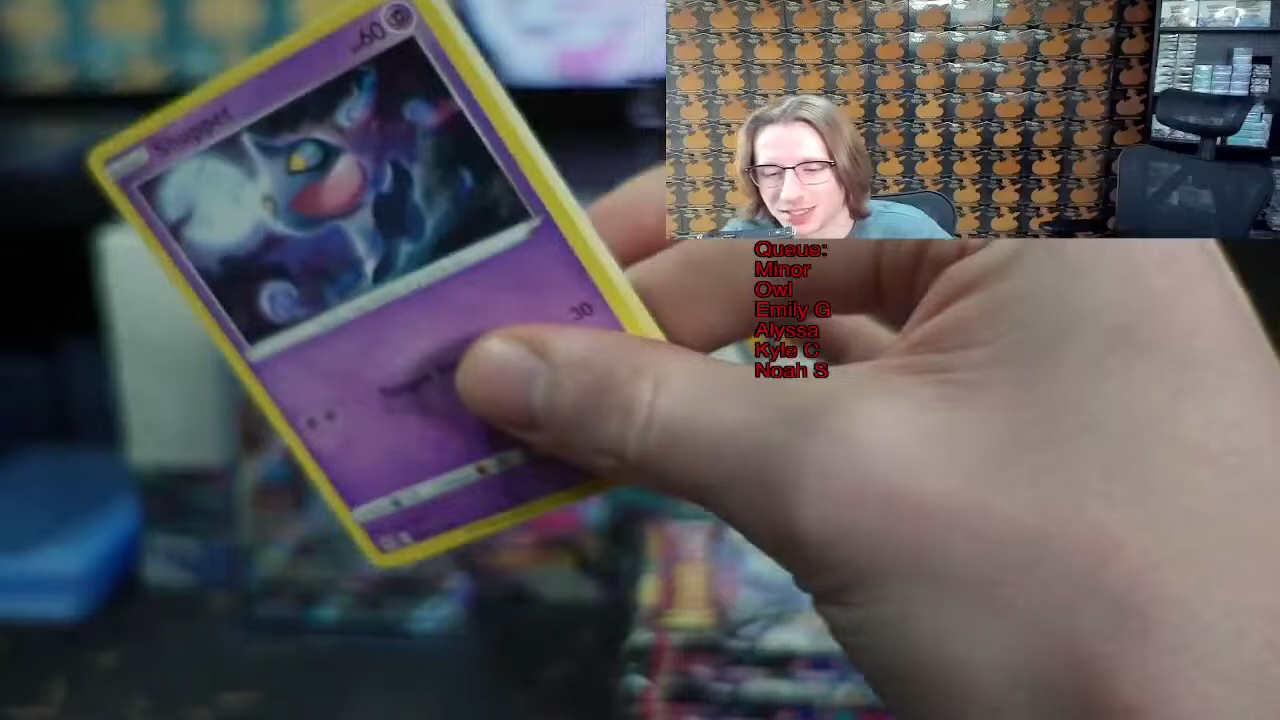 Shuppet
60
30
Queue:
Minor
Owl
Emily G
Alyssa
Kyle C
Noah S